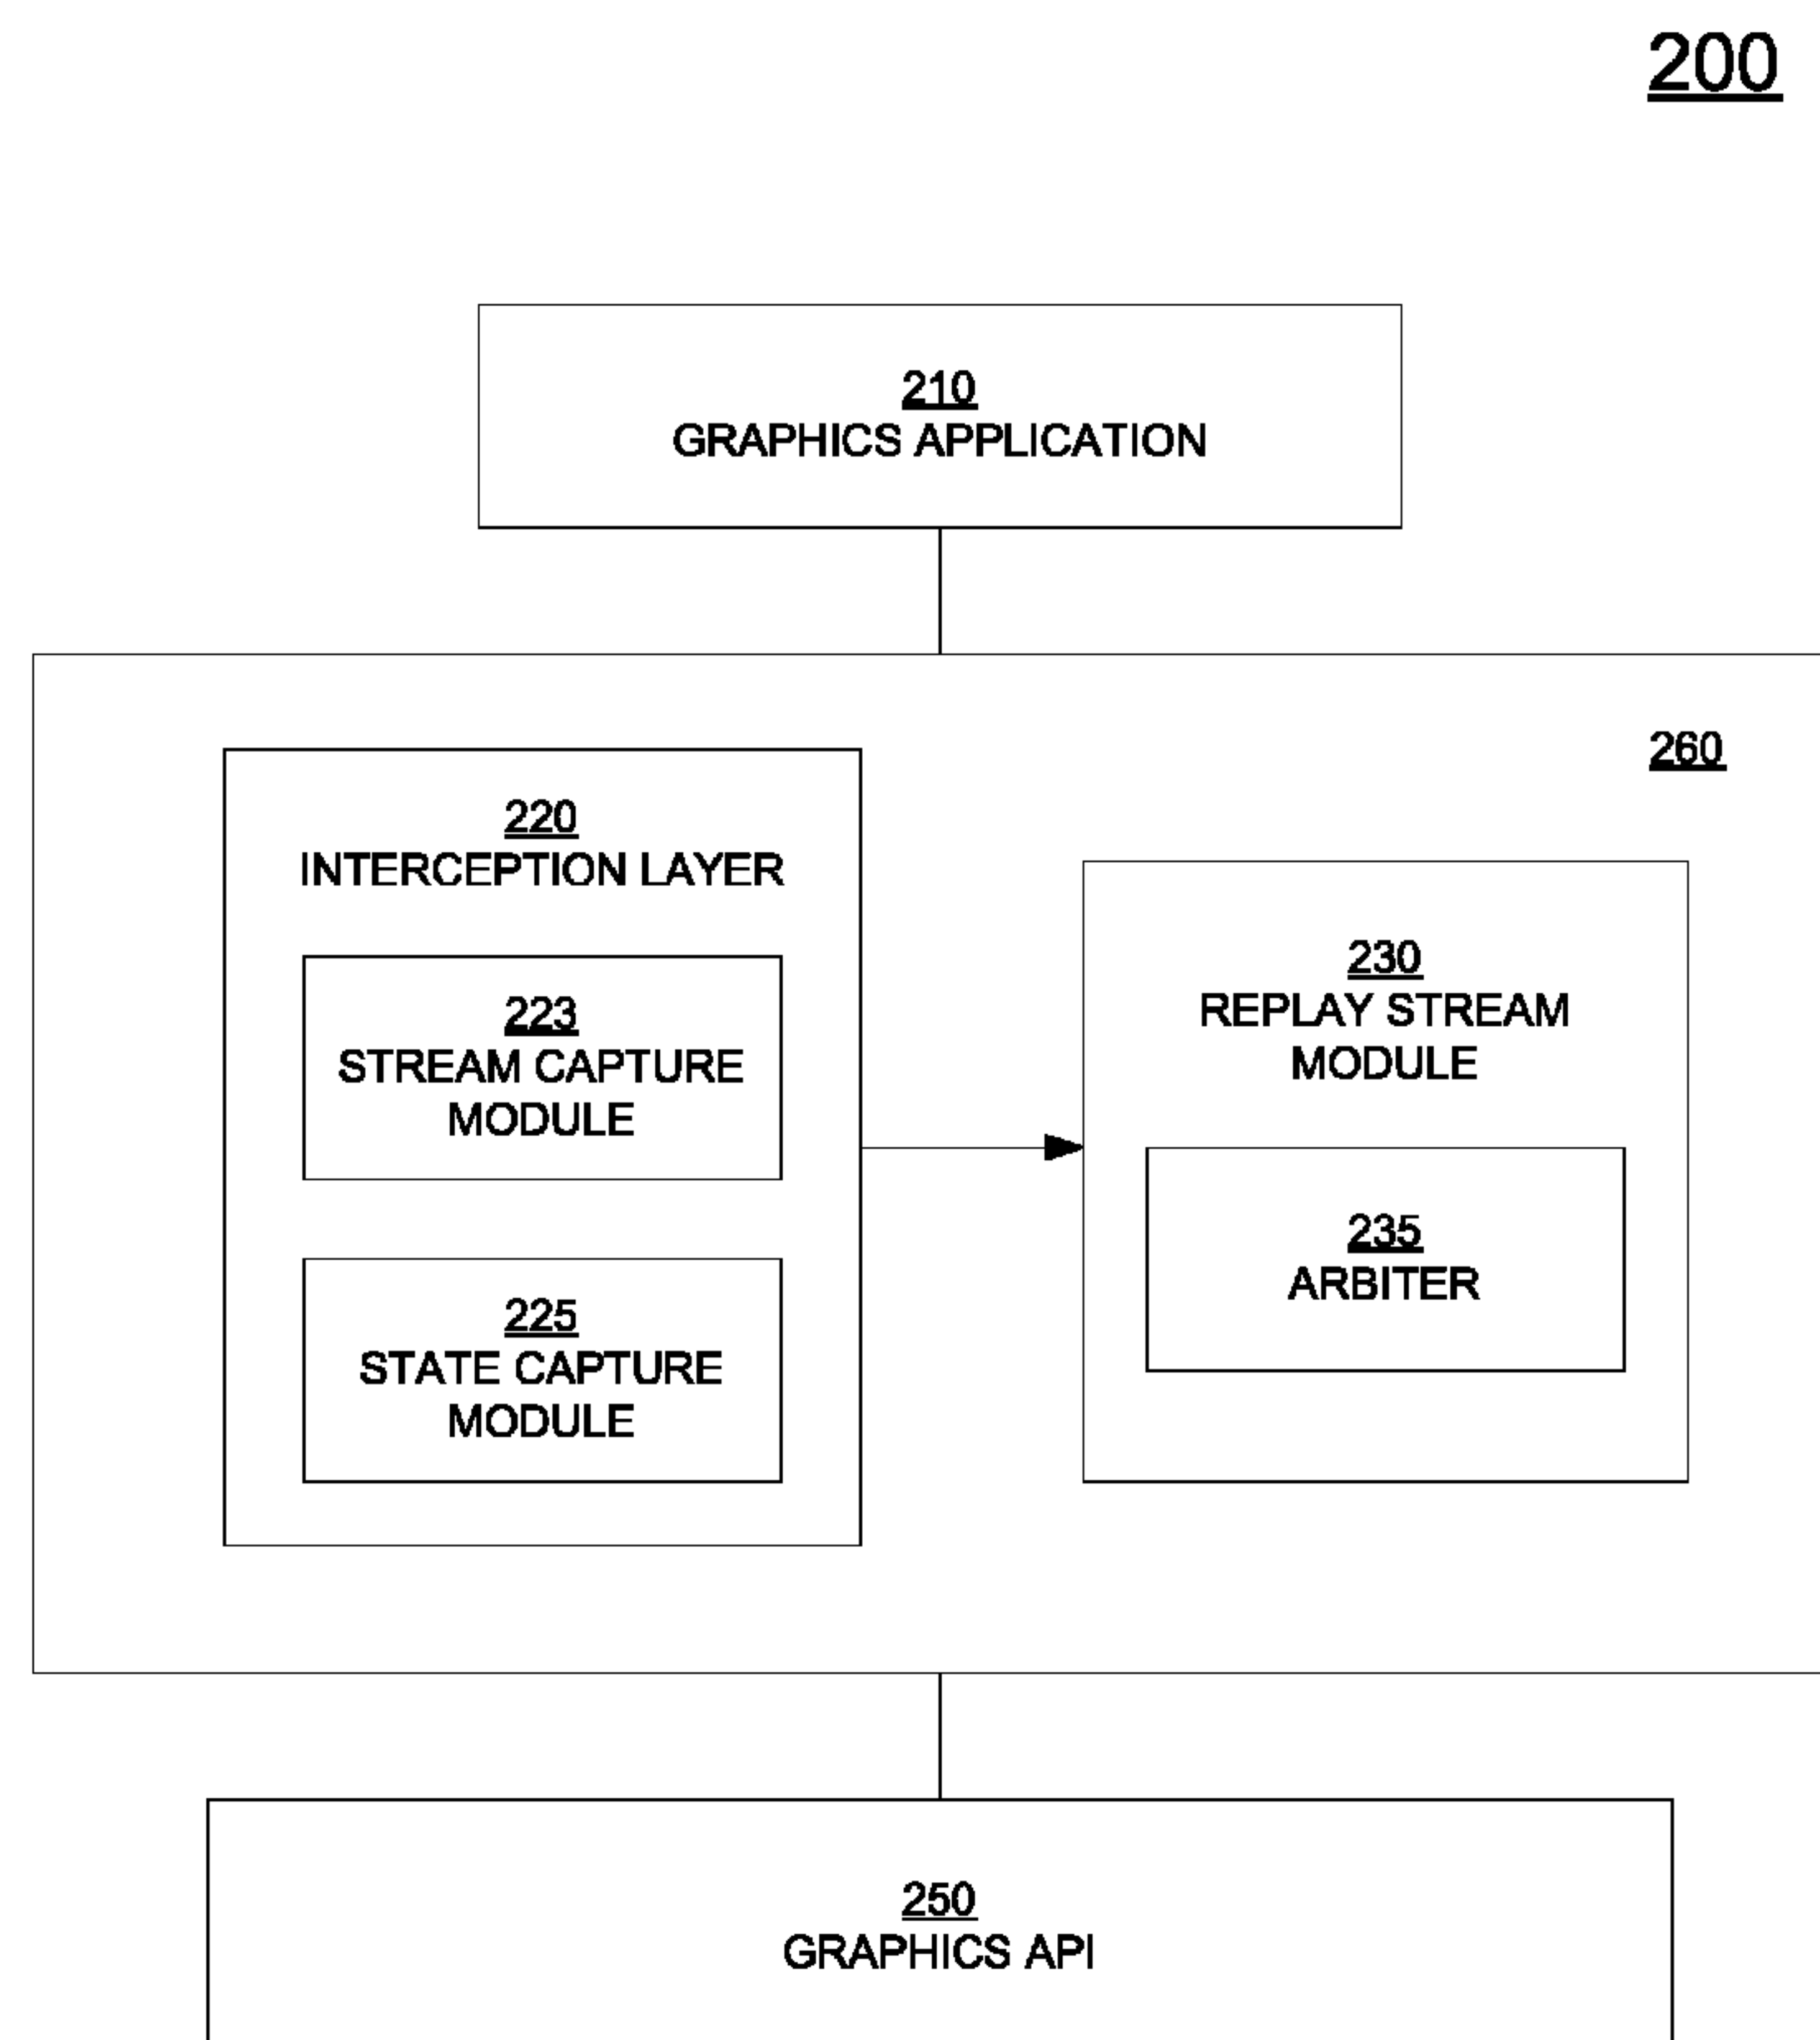 200
210
GRAPHICS APPLICATION
260
220
INTERCEPTION LAYER
223
STREAM CAPTURE
MODULE
225
STATE CAPTURE
MODULE
230
REPLAY STREAM
MODULE
235
ARBITER
250
GRAPHICS API